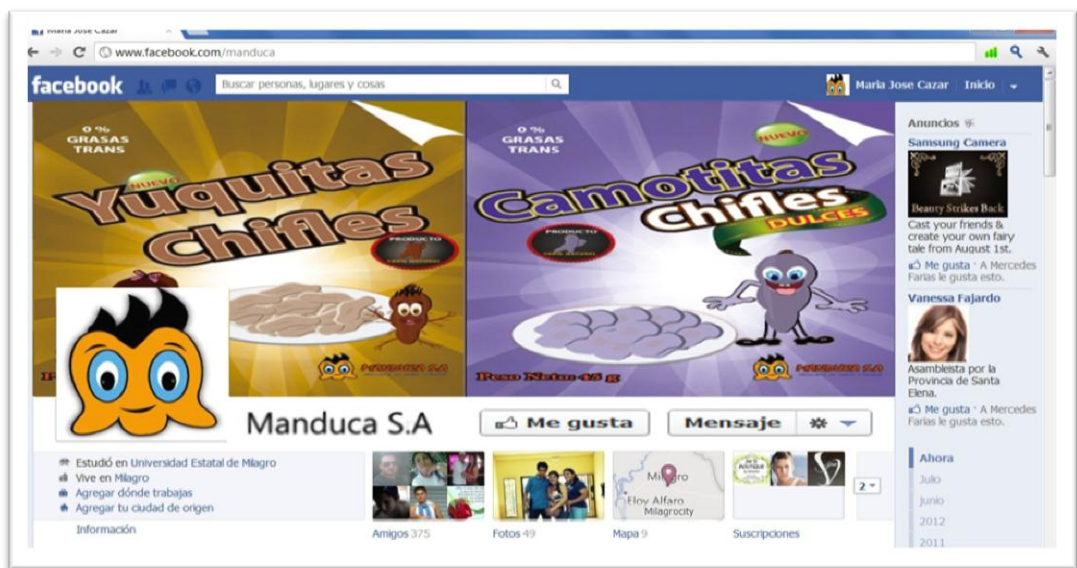 Maria Jose Cazar
www.facebook.com/manduca
facebook
Buscar personas, lugares y cosas
Maria Jose Cazar Inicio
0 %
GRASAS
TRANS
NUEVO
Yuquitas
Chifles
PRODUCTO
0 %
GRASAS
TRANS
NUEVO
Camotitas
Chifles
DULCES
PRODUCTO
MANDUCA S.A
Peso Neto: 45 g
MANDUCA S.A
Manduca S.A
Me gusta
Mensaje
Estudió en Universidad Estatal de Milagro
Vive en Milagro
Agregar dónde trabajas
Agregar tu ciudad de origen
Información
Amigos 375
Fotos 49
Milagro
Eloy Alfaro
Milagrocity
Mapa 9
Suscripciones
2
Anuncios
Samsung Camera
Beauty Strikes Back
Cast your friends &
create your own fairy
tale from August 1st.
Me gusta · A Mercedes
Farias le gusta esto.
Vanessa Fajardo
Asambleista por la
Provincia de Santa
Elena.
Me gusta · A Mercedes
Farias le gusta esto.
Ahora
Julio
Junio
2012
2011